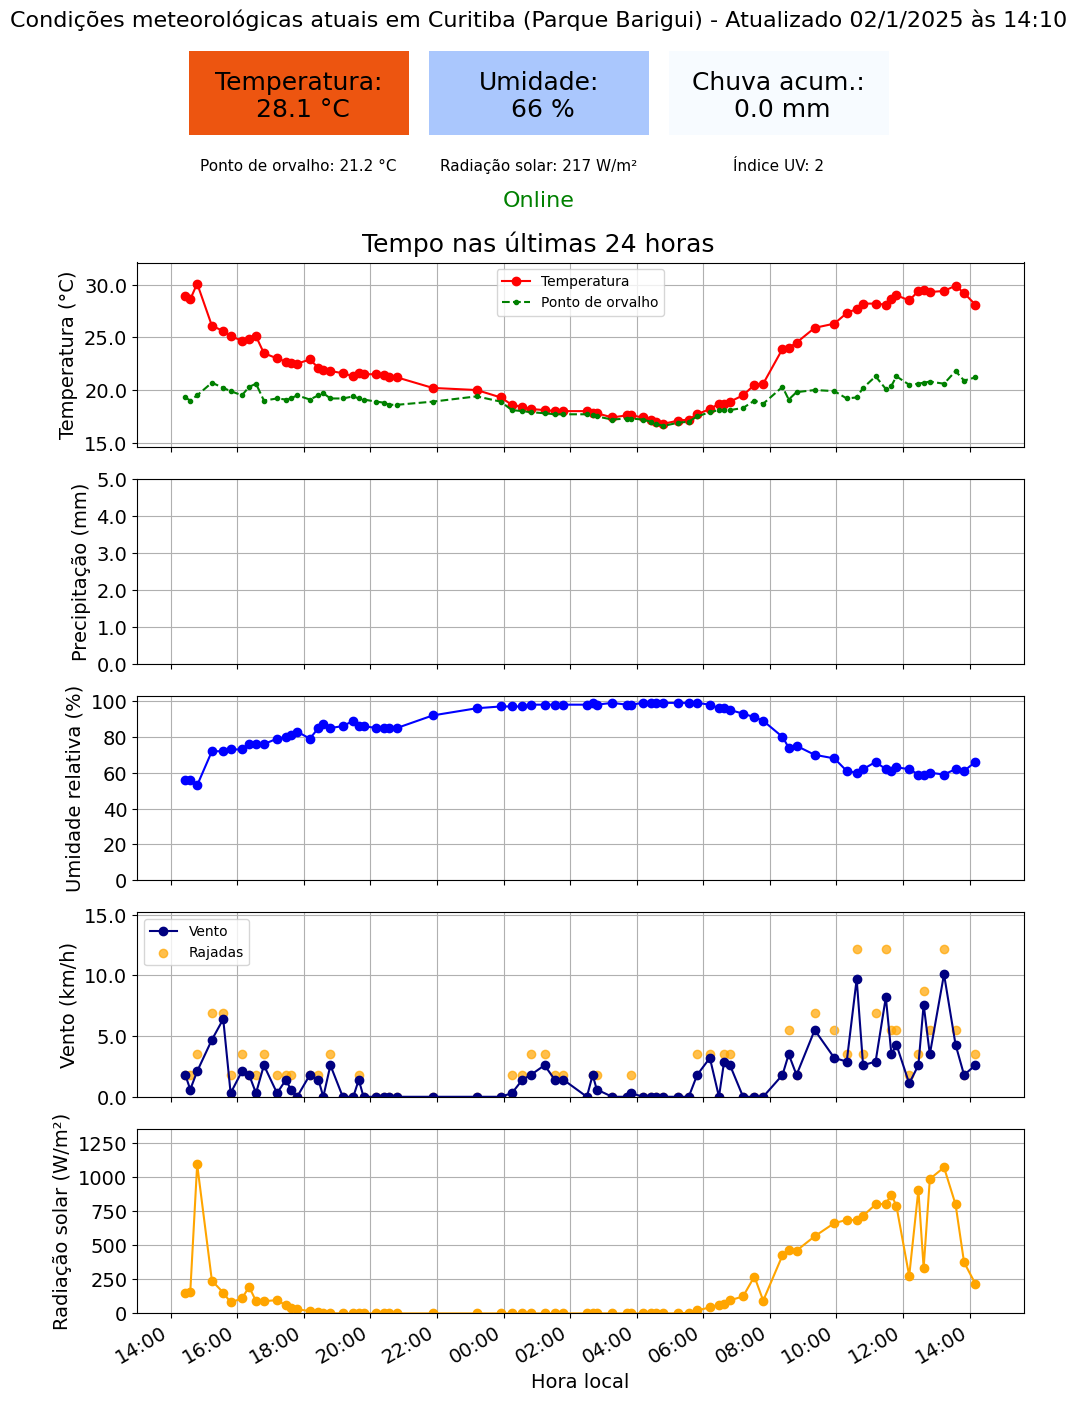 Condições meteorológicas atuais em Curitiba (Parque Barigui) - Atualizado 02/1/2025 às 14:10
Temperatura:
28.1 °C
Umidade:
66 %
Chuva acum.:
0.0 mm
Ponto de orvalho: 21.2 °C
Radiação solar: 217 W/m²
Índice UV: 2
Online
Tempo nas últimas 24 horas
Temperatura (°C)
30.0
25.0
20.0
15.0
Temperatura
Ponto de orvalho
Precipitação (mm)
5.0
4.0
3.0
2.0
1.0
0.0
Umidade relativa (%)
100
80
60
40
20
0
Vento (km/h)
15.0
10.0
5.0
0.0
Vento
Rajadas
Radiação solar (W/m²)
1250
1000
750
500
250
0
14:00
16:00
18:00
20:00
22:00
00:00
02:00
04:00
06:00
08:00
10:00
12:00
14:00
Hora local